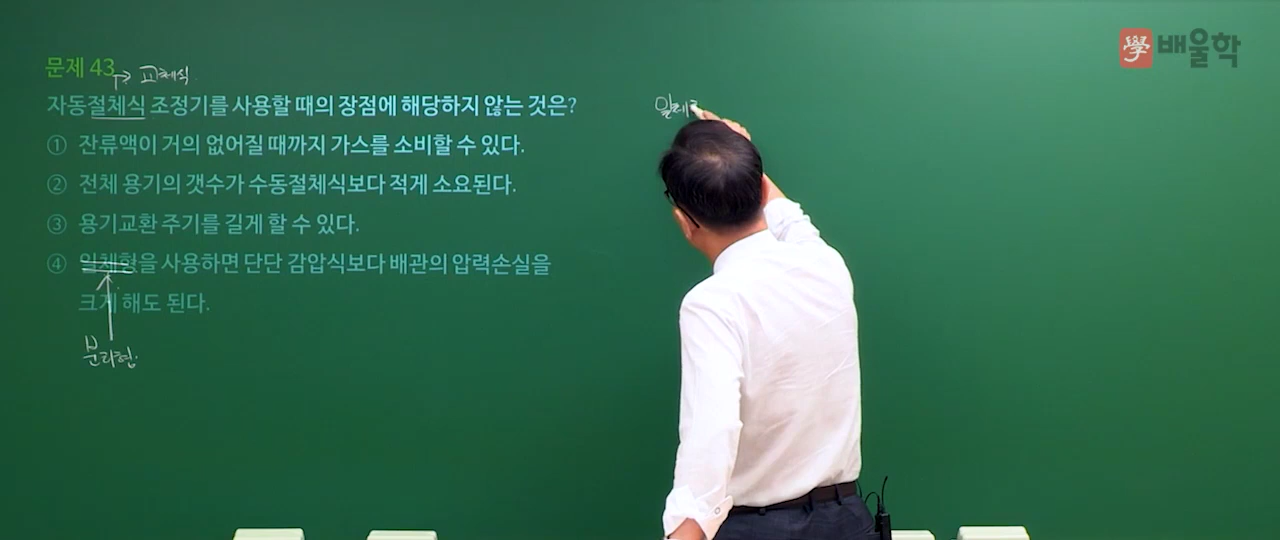 學 배울학
문제 43
→ 교체식
자동절체식 조정기를 사용할 때의 장점에 해당하지 않는 것은?
① 잔류액이 거의 없어질 때까지 가스를 소비할 수 있다.
② 전체 용기의 갯수가 수동절체식보다 적게 소요된다.
③ 용기교환 주기를 길게 할 수 있다.
④ 일체형을 사용하면 단단 감압식보다 배관의 압력손실을
크게 해도 된다.
분리형
일체